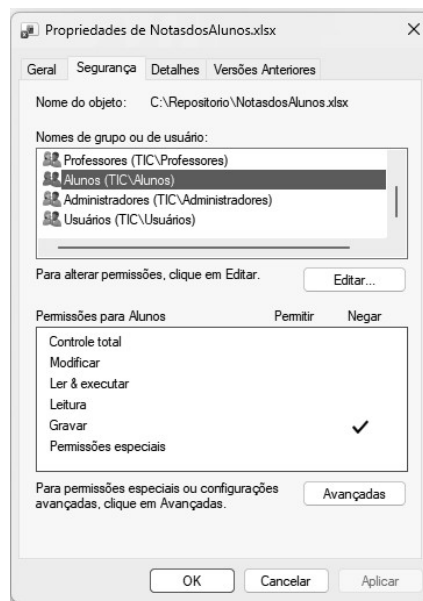 Propriedades de NotasdosAlunos.xlsx
Geral Segurança Detalhes Versões Anteriores
Nome do objeto: C:\Repositorio\NotasdosAlunos.xlsx
Nomes de grupo ou de usuário:
Professores (TIC\Professores)
Alunos (TIC\Alunos)
Administradores (TIC\Administradores)
Usuários (TIC\Usuários)
Para alterar permissões, clique em Editar. Editar...
Permissões para Alunos Permitir Negar
Controle total
Modificar
Ler & executar
Leitura
Gravar
Permissões especiais
Para permissões especiais ou configurações
avançadas, clique em Avançadas. Avançadas
OK Cancelar Aplicar